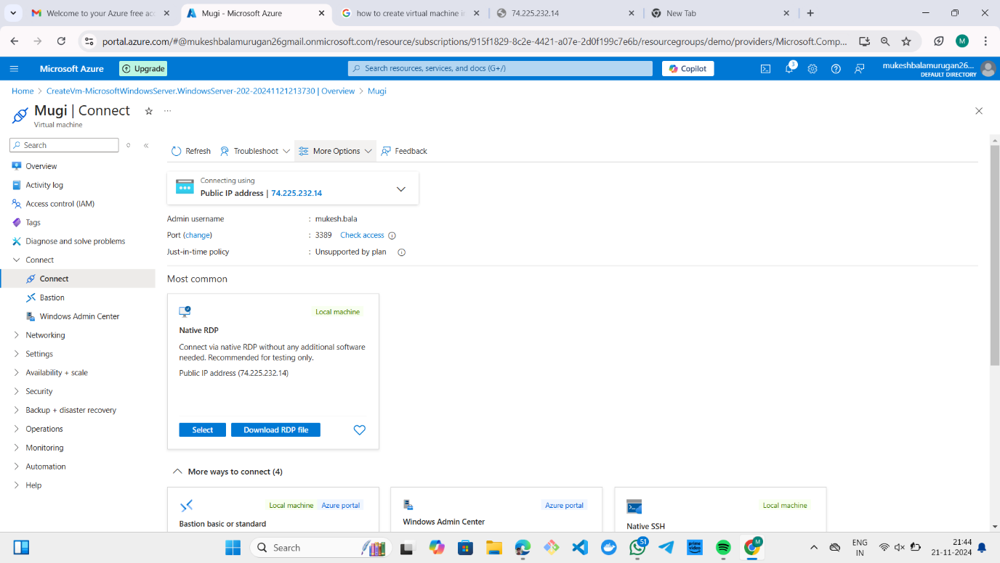 Welcome to your Azure free acc
Mugi - Microsoft Azure
how to create virtual machine in
74.225.232.14
New Tab
portal.azure.com/#@mukeshbalamurugan26gmail.onmicrosoft.com/resource/subscriptions/915f1829-8c2e-4421-a07e-2d0f199c7e6b/resourcegroups/demo/providers/Microsoft.Comp...
M
Microsoft Azure
Upgrade
Search resources, services, and docs (G+/)
Copilot
3
mukeshbalamurugan26...
DEFAULT DIRECTORY
Home > CreateVm-MicrosoftWindowsServer.WindowsServer-202-20241121213730 | Overview > Mugi
Mugi | Connect
Virtual machine
Search
Overview
Activity log
Access control (IAM)
Tags
Diagnose and solve problems
Connect
Connect
Bastion
Windows Admin Center
Networking
Settings
Availability + scale
Security
Backup + disaster recovery
Operations
Monitoring
Automation
Help
Refresh
Troubleshoot
More Options
Feedback
Connecting using
Public IP address | 74.225.232.14
Admin username : mukesh.bala
Port (change) : 3389 Check access
Just-in-time policy : Unsupported by plan
Most common
Local machine
Native RDP
Connect via native RDP without any additional software
needed. Recommended for testing only.
Public IP address (74.225.232.14)
Select
Download RDP file
More ways to connect (4)
Local machine Azure portal
Bastion basic or standard
Azure portal
Windows Admin Center
Local machine
Native SSH
Search
prime video
51
M
ENG
IN
21:44
21-11-2024